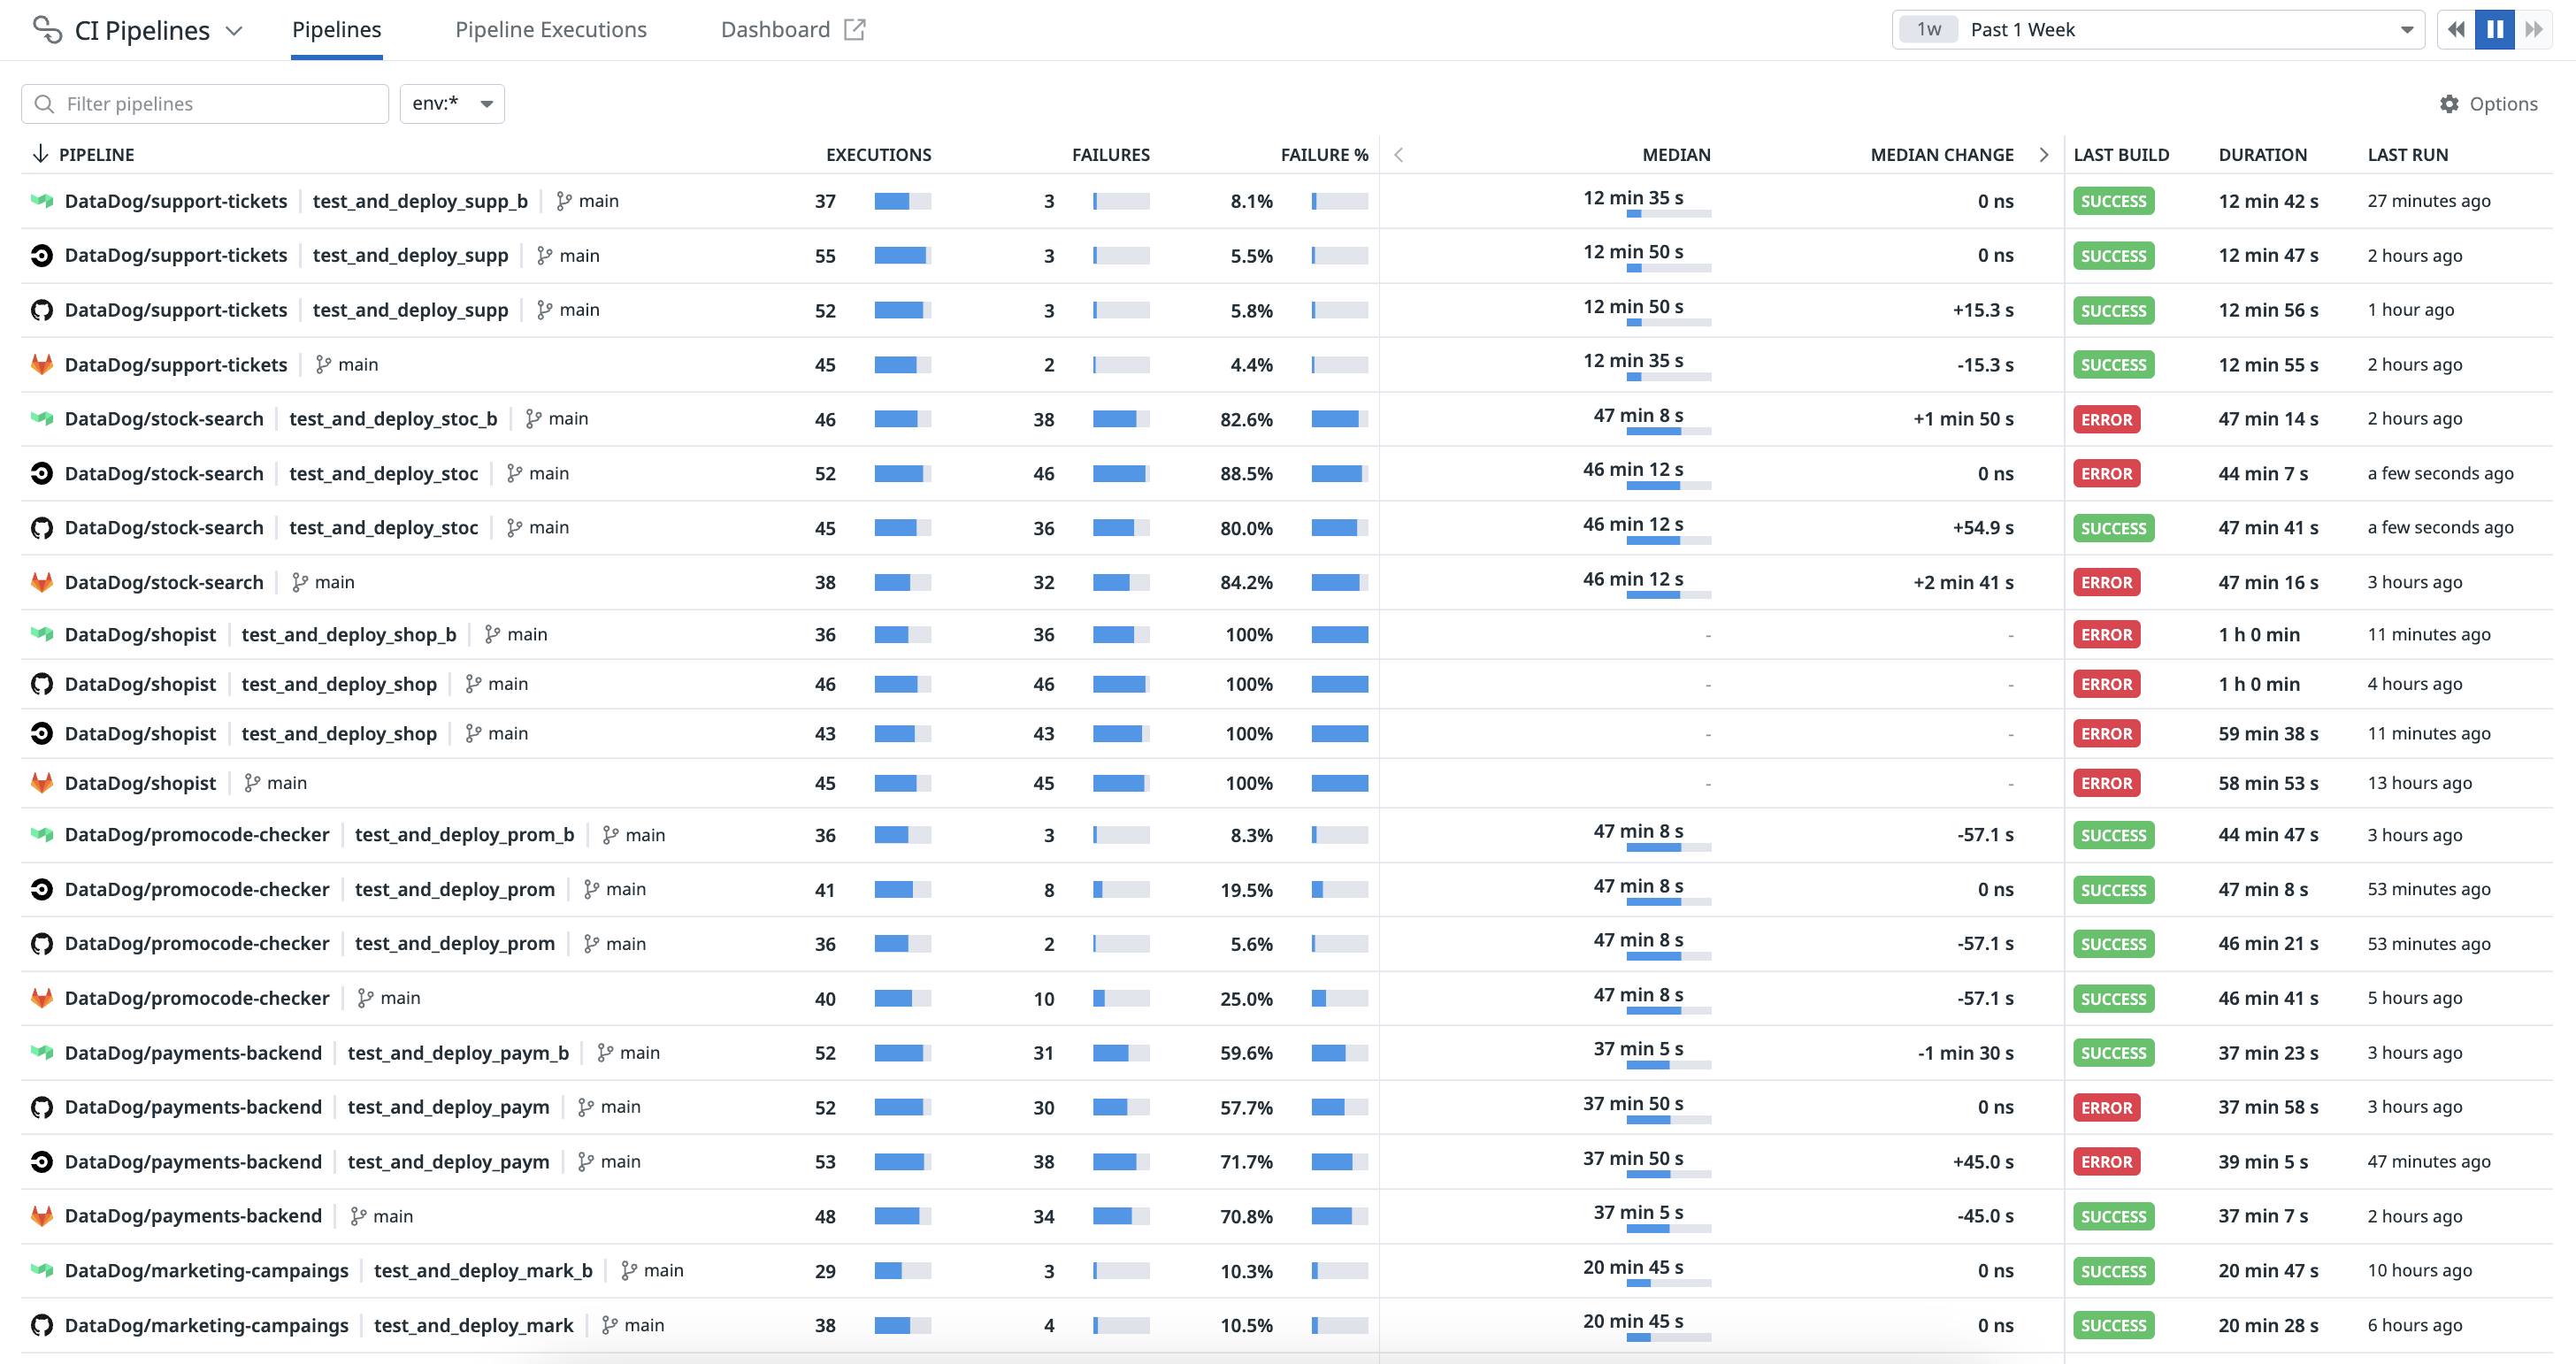 CI Pipelines Pipelines Pipeline Executions Dashboard 1w Past 1 Week
Filter pipelines env:* Options
PIPELINE EXECUTIONS FAILURES FAILURE % MEDIAN MEDIAN CHANGE LAST BUILD DURATION LAST RUN
DataDog/support-tickets test_and_deploy_supp_b main 37 3 8.1% 12 min 35 s 0 ns SUCCESS 12 min 42 s 27 minutes ago
DataDog/support-tickets test_and_deploy_supp main 55 3 5.5% 12 min 50 s 0 ns SUCCESS 12 min 47 s 2 hours ago
DataDog/support-tickets test_and_deploy_supp main 52 3 5.8% 12 min 50 s +15.3 s SUCCESS 12 min 56 s 1 hour ago
DataDog/support-tickets main 45 2 4.4% 12 min 35 s -15.3 s SUCCESS 12 min 55 s 2 hours ago
DataDog/stock-search test_and_deploy_stoc_b main 46 38 82.6% 47 min 8 s +1 min 50 s ERROR 47 min 14 s 2 hours ago
DataDog/stock-search test_and_deploy_stoc main 52 46 88.5% 46 min 12 s 0 ns ERROR 44 min 7 s a few seconds ago
DataDog/stock-search test_and_deploy_stoc main 45 36 80.0% 46 min 12 s +54.9 s SUCCESS 47 min 41 s a few seconds ago
DataDog/stock-search main 38 32 84.2% 46 min 12 s +2 min 41 s ERROR 47 min 16 s 3 hours ago
DataDog/shopist test_and_deploy_shop_b main 36 36 100% - - ERROR 1 h 0 min 11 minutes ago
DataDog/shopist test_and_deploy_shop main 46 46 100% - - ERROR 1 h 0 min 4 hours ago
DataDog/shopist test_and_deploy_shop main 43 43 100% - - ERROR 59 min 38 s 11 minutes ago
DataDog/shopist main 45 45 100% - - ERROR 58 min 53 s 13 hours ago
DataDog/promocode-checker test_and_deploy_prom_b main 36 3 8.3% 47 min 8 s -57.1 s SUCCESS 44 min 47 s 3 hours ago
DataDog/promocode-checker test_and_deploy_prom main 41 8 19.5% 47 min 8 s 0 ns SUCCESS 47 min 8 s 53 minutes ago
DataDog/promocode-checker test_and_deploy_prom main 36 2 5.6% 47 min 8 s -57.1 s SUCCESS 46 min 21 s 53 minutes ago
DataDog/promocode-checker main 40 10 25.0% 47 min 8 s -57.1 s SUCCESS 46 min 41 s 5 hours ago
DataDog/payments-backend test_and_deploy_paym_b main 52 31 59.6% 37 min 5 s -1 min 30 s SUCCESS 37 min 23 s 3 hours ago
DataDog/payments-backend test_and_deploy_paym main 52 30 57.7% 37 min 50 s 0 ns ERROR 37 min 58 s 3 hours ago
DataDog/payments-backend test_and_deploy_paym main 53 38 71.7% 37 min 50 s +45.0 s ERROR 39 min 5 s 47 minutes ago
DataDog/payments-backend main 48 34 70.8% 37 min 5 s -45.0 s SUCCESS 37 min 7 s 2 hours ago
DataDog/marketing-campaings test_and_deploy_mark_b main 29 3 10.3% 20 min 45 s 0 ns SUCCESS 20 min 47 s 10 hours ago
DataDog/marketing-campaings test_and_deploy_mark main 38 4 10.5% 20 min 45 s 0 ns SUCCESS 20 min 28 s 6 hours ago